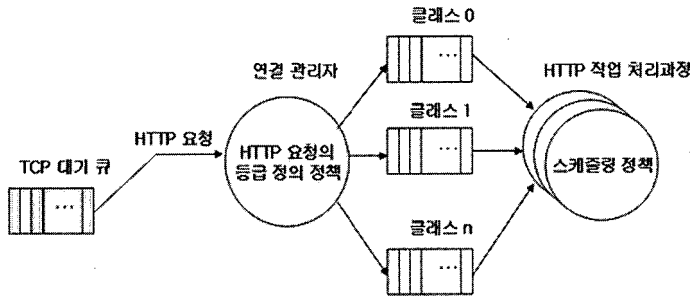 클래스 0
연결 관리자
HTTP 작업 처리과정
클래스 1
HTTP 요청
TCP 대기 큐
HTTP 요청의
등급 정의 정책
스케줄링 정책
클래스 n
...
...
...
...